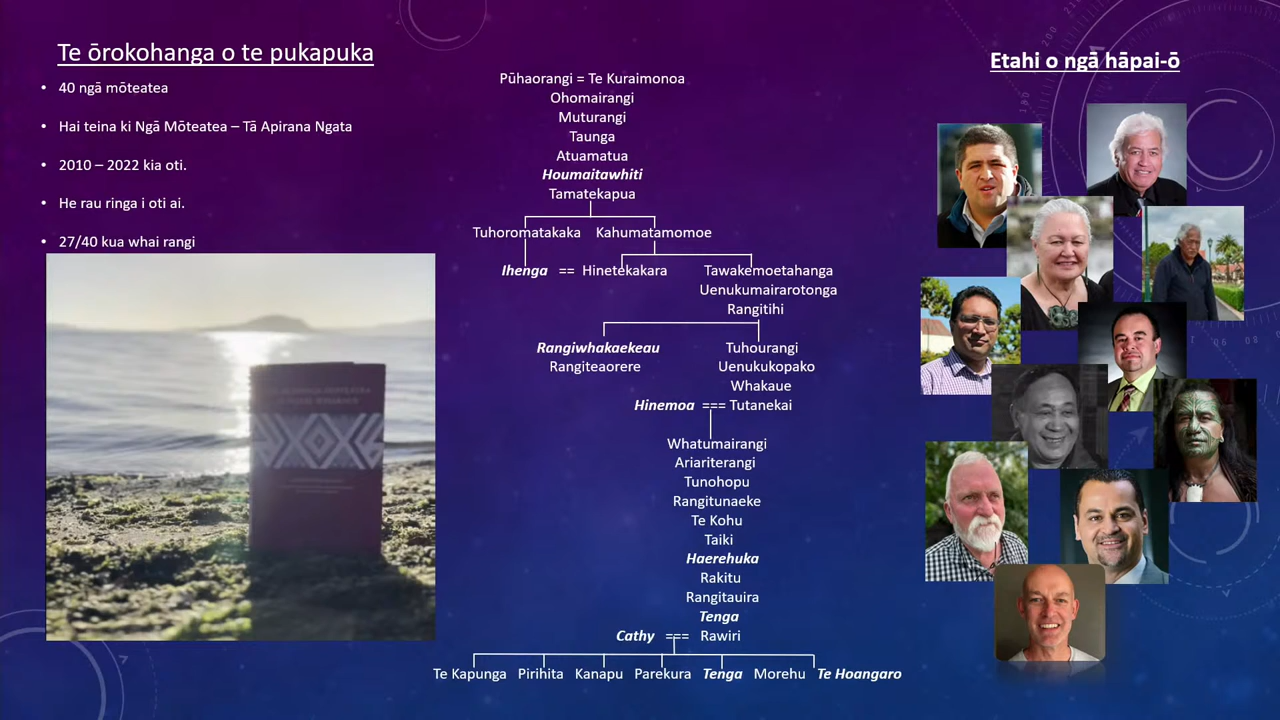 Te ōrokohanga o te pukapuka
• 40 ngā mōteatea
• Hai teina ki Ngā Mōteatea – Tā Apirana Ngata
• 2010 – 2022 kia oti.
• He rau ringa i oti ai.
• 27/40 kua whai rangi
Pūhaorangi = Te Kuraimonoa
Ohomairangi
Muturangi
Taunga
Atuamatua
Houmaitawhiti
Tamatekapua
Tuhoromatakaka Kahumatamomoe
Ihenga == Hinetekakara Tawakemoetahanga
Uenukumairarotonga
Rangitihi
Rangiwhakaekeau Tuhourangi
Rangiteaorere Uenukukopako
Whakaue
Hinemoa === Tutanekai
Whatumairangi
Ariariterangi
Tunohopu
Rangitunaeke
Te Kohu
Taiki
Haerehuka
Rakitu
Rangitauira
Tenga
Cathy === Rawiri
Te Kapunga Pirihita Kanapu Parekura Tenga Morehu Te Hoangaro
Etahi o ngā hāpai-ō